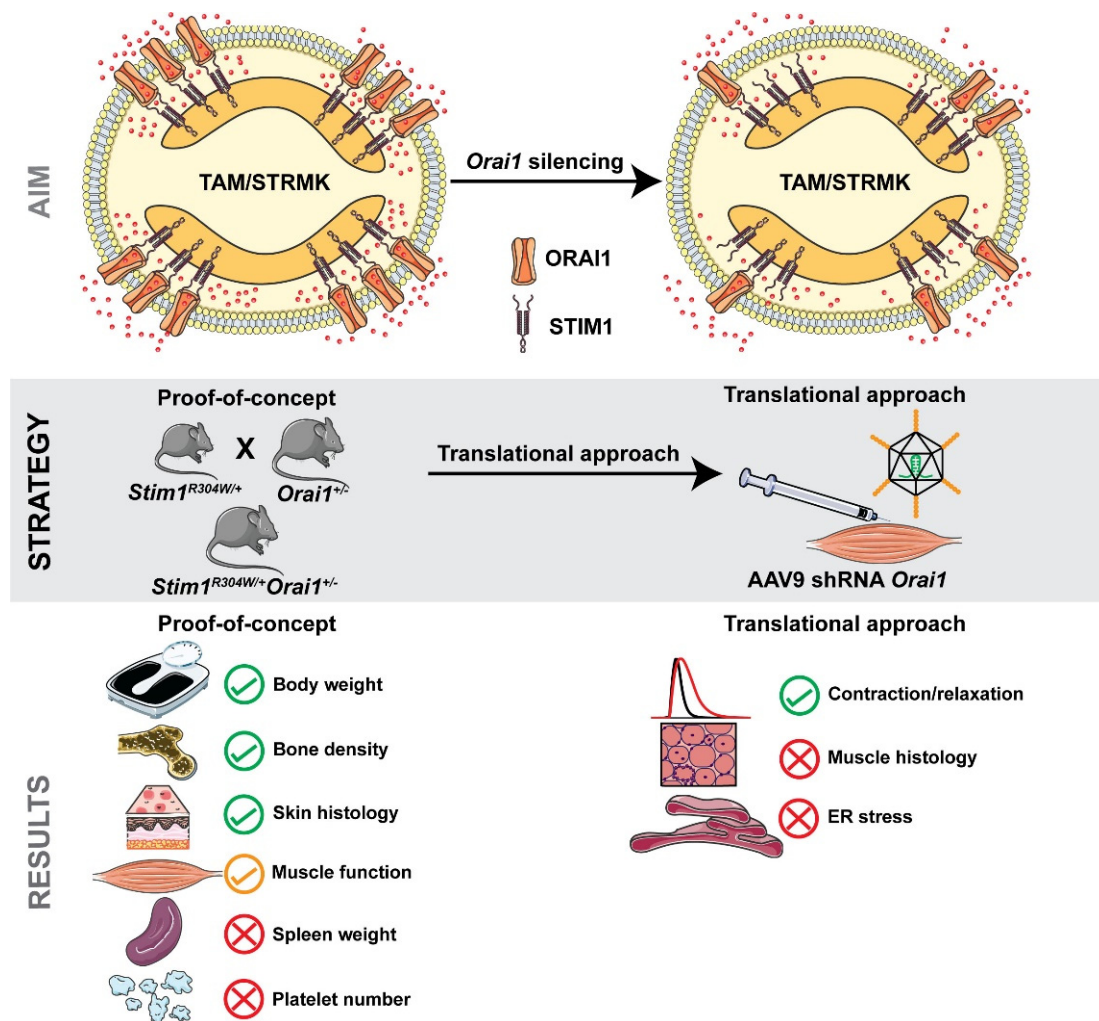 AIM
TAM/STRMK
Orai1 silencing
TAM/STRMK
ORAI1
STIM1
STRATEGY
Proof-of-concept
X
Stim1R304W/+
Orai1+/-
Stim1R304W/+Orai1+/-
Translational approach
Translational approach
AAV9 shRNA Orai1
RESULTS
Proof-of-concept
Body weight
Bone density
Skin histology
Muscle function
Spleen weight
Platelet number
Translational approach
Contraction/relaxation
Muscle histology
ER stress